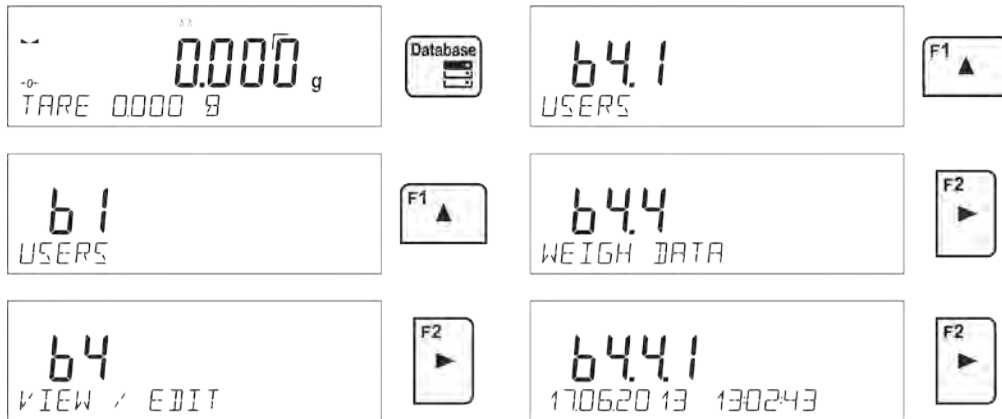 0.000 g
-0-
TARE 0.000 g
Database
b1
USERS
F1
b4
VIEW / EDIT
F2
b4.1
USERS
F1
b4.4
WEIGH DATA
F2
b4.4.1
17.06.2013 13:02:43
F2